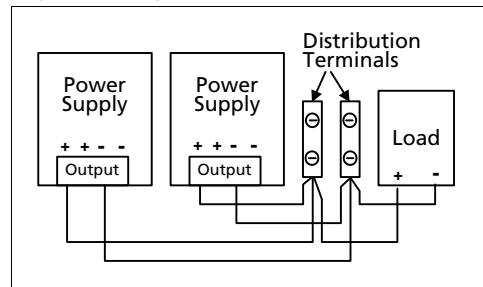 Distribution
Terminals
Power
Supply
+ + - -
Output
Power
Supply
+ + - -
Output
Load
+ -